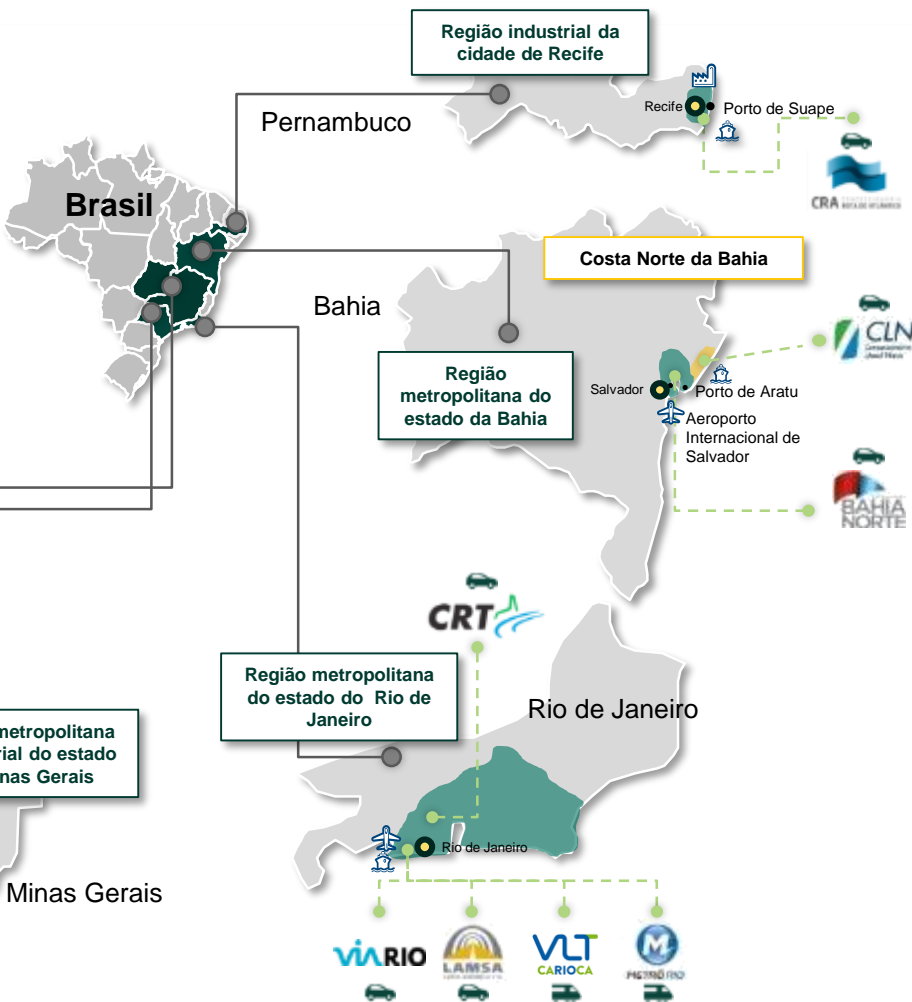 Região industrial da
cidade de Recife
Pernambuco
Recife
Porto de Suape
CRA
Brasil
Costa Norte da Bahia
Bahia
CLN
Região
metropolitana do
estado da Bahia
Salvador
Porto de Aratu
Aeroporto
Internacional de
Salvador
BAHIA
NORTE
CRT
Região metropolitana
do estado do Rio de
Janeiro
Rio de Janeiro
metropolitana
rial do estado
nas Gerais
Rio de Janeiro
Minas Gerais
VIARIO
LAMSA
VLT
CARIOCA
METRÔRIO